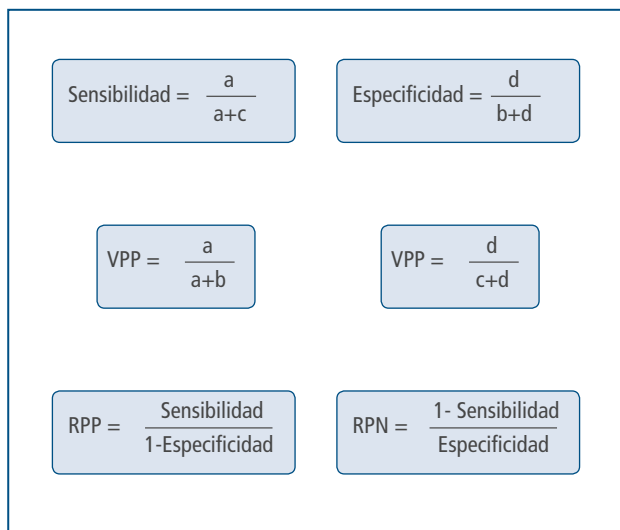 Sensibilidad = a
a+c
Especificidad = d
b+d
VPP = a
a+b
VPP = d
c+d
RPP = Sensibilidad
1-Especificidad
RPN = 1- Sensibilidad
Especificidad